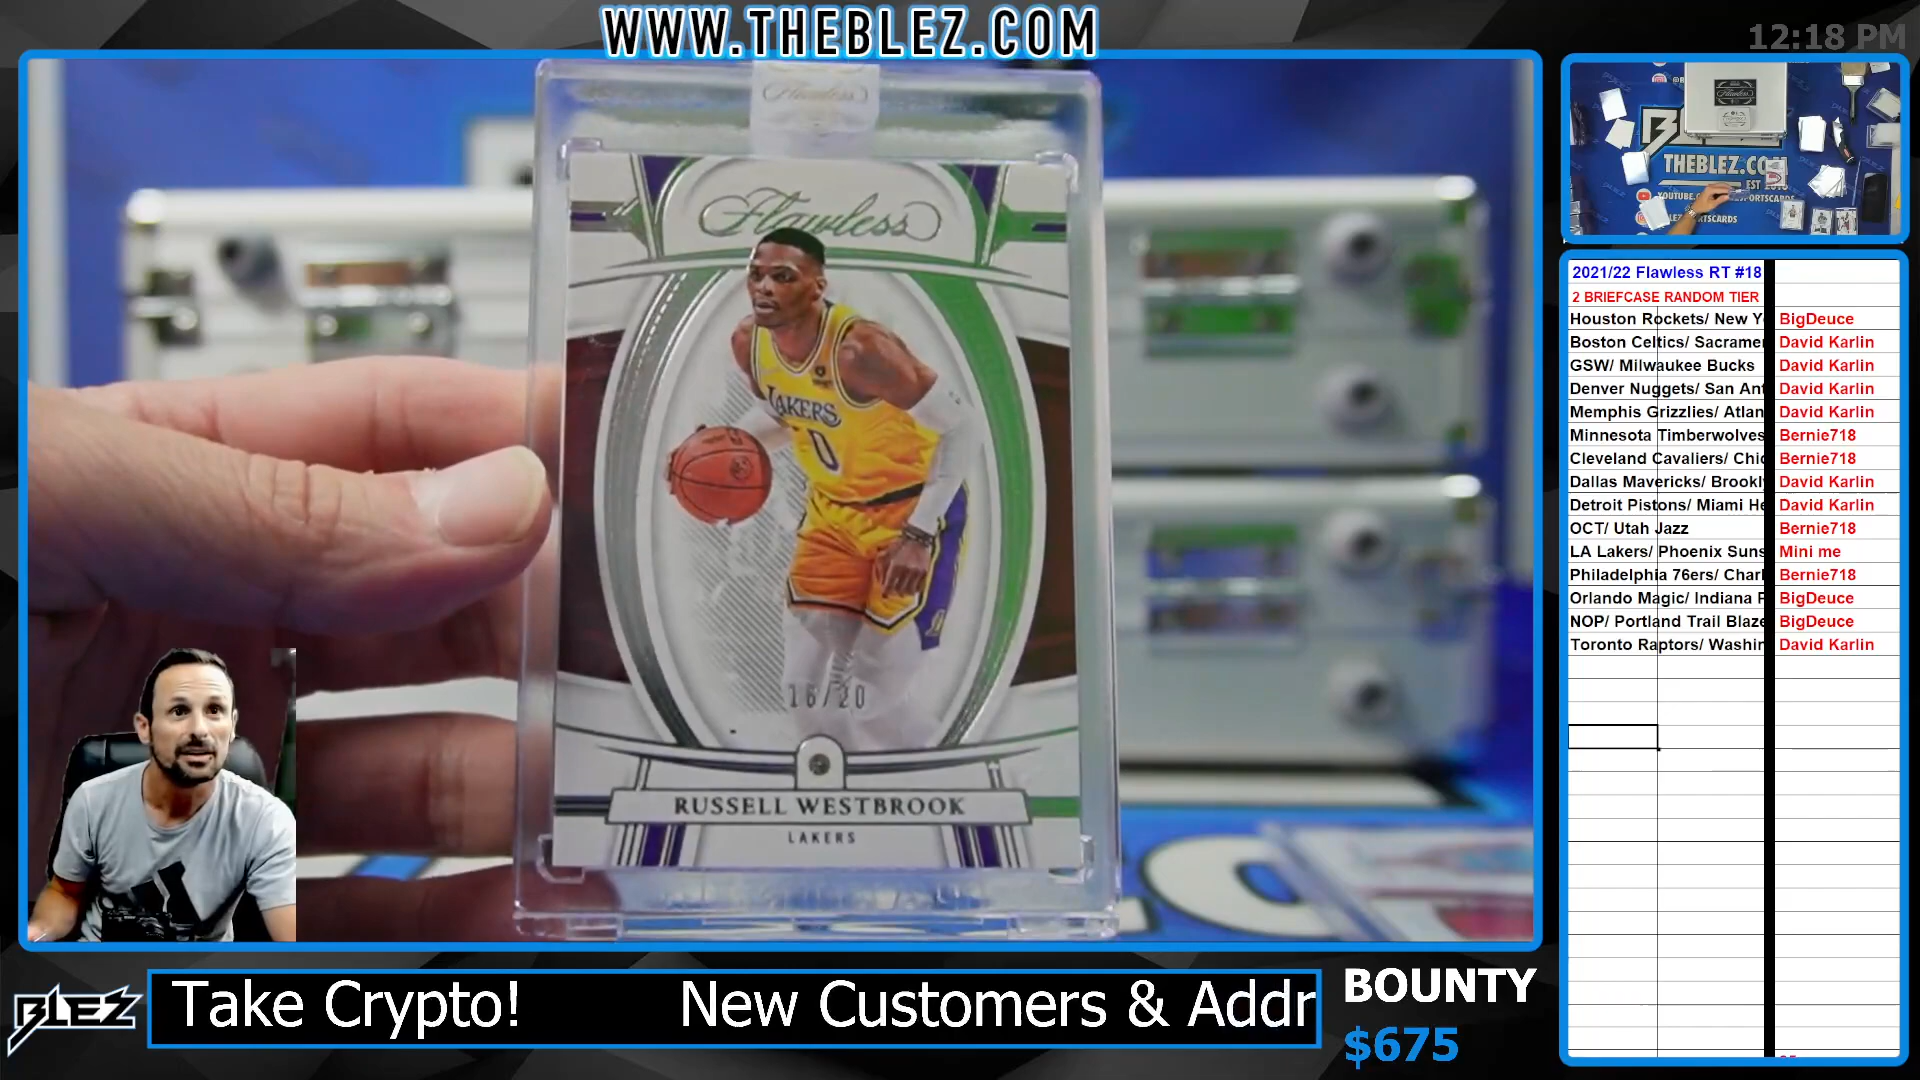 WWW.THEBLEZ.COM
12:18 PM
Flawless
Flawless
LAKERS
0
16/20
RUSSELL WESTBROOK
LAKERS
THEBLEZ.COM
2021/22 Flawless RT #18
2 BRIEFCASE RANDOM TIER
Houston Rockets/ New Y BigDeuce
Boston Celtics/ Sacramer David Karlin
GSW/ Milwaukee Bucks David Karlin
Denver Nuggets/ San Ant David Karlin
Memphis Grizzlies/ Atlan David Karlin
Minnesota Timberwolves Bernie718
Cleveland Cavaliers/ Chic Bernie718
Dallas Mavericks/ Brookl David Karlin
Detroit Pistons/ Miami He David Karlin
OCT/ Utah Jazz Bernie718
LA Lakers/ Phoenix Suns Mini me
Philadelphia 76ers/ Charl Bernie718
Orlando Magic/ Indiana P BigDeuce
NOP/ Portland Trail Blaze BigDeuce
Toronto Raptors/ Washin David Karlin
BLEZ
Take Crypto! New Customers & Addr
BOUNTY
$675